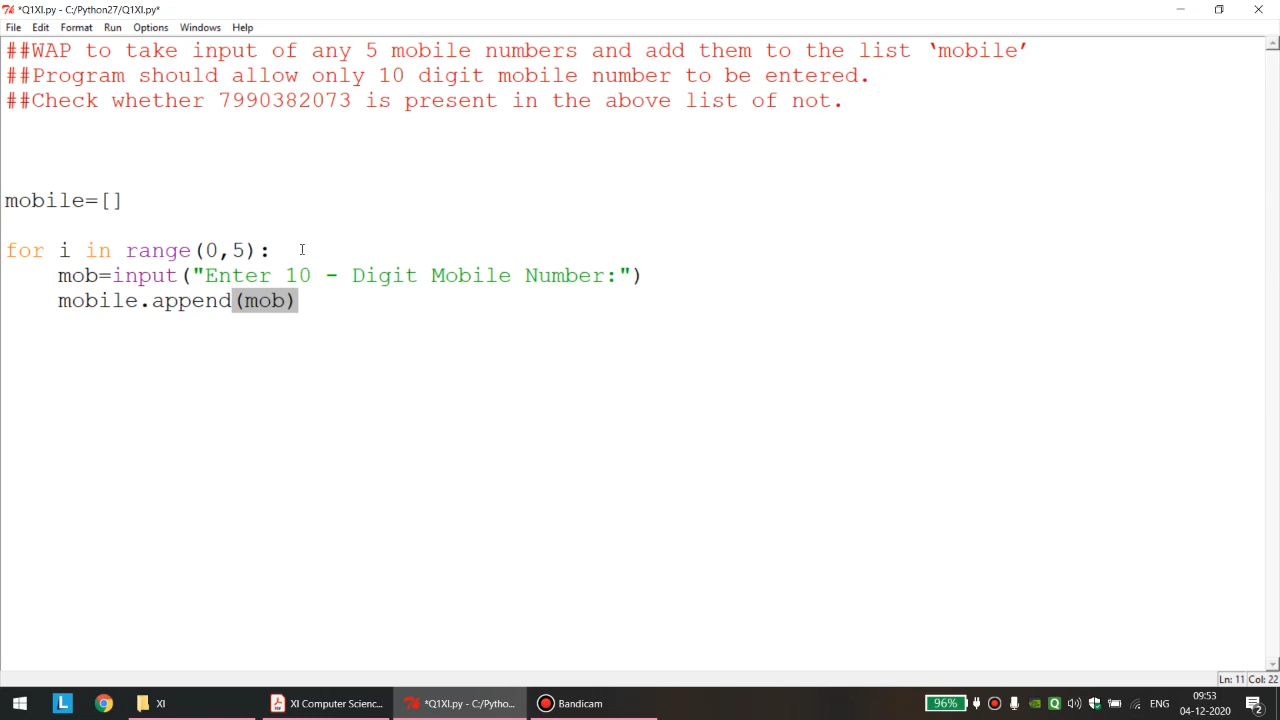 *Q1XI.py - C:/Python27/Q1XI.py*
File Edit Format Run Options Windows Help
##WAP to take input of any 5 mobile numbers and add them to the list ‘mobile’
##Program should allow only 10 digit mobile number to be entered.
##Check whether 7990382073 is present in the above list of not.
mobile=[]
for i in range(0,5):
mob=input("Enter 10 - Digit Mobile Number:")
mobile.append(mob)
Ln: 11 Col: 22
L XI XI Computer Scienc... *Q1XI.py - C:/Pytho... Bandicam 96% ENG 09:53
04-12-2020 2